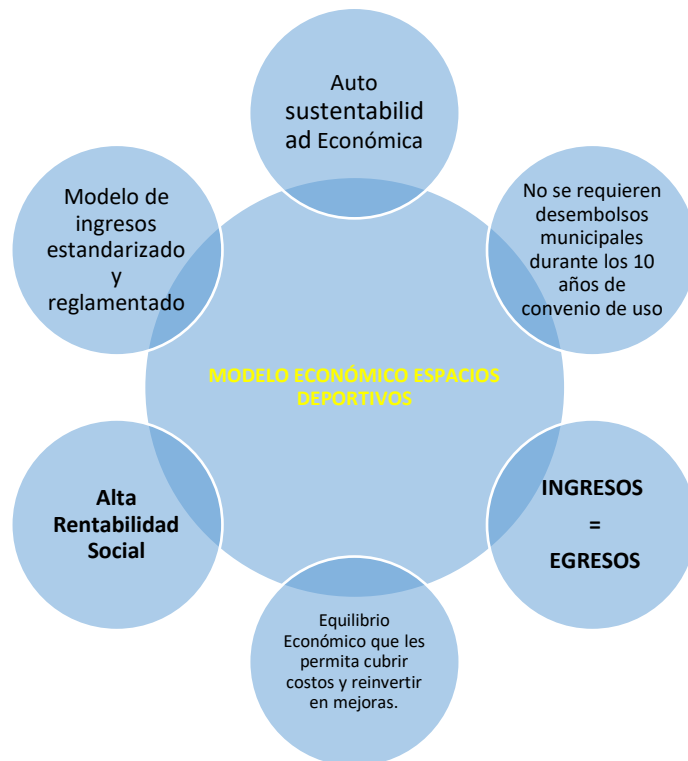 Auto
sustentabilid
ad Económica
No se requieren
desembolsos
municipales
durante los 10
años de
convenio de uso
INGRESOS
=
EGRESOS
Equilibrio
Económico que les
permita cubrir
costos y reinvertir
en mejoras.
Alta
Rentabilidad
Social
Modelo de
ingresos
estandarizado
y
reglamentado
MODELO ECONÓMICO ESPACIOS
DEPORTIVOS